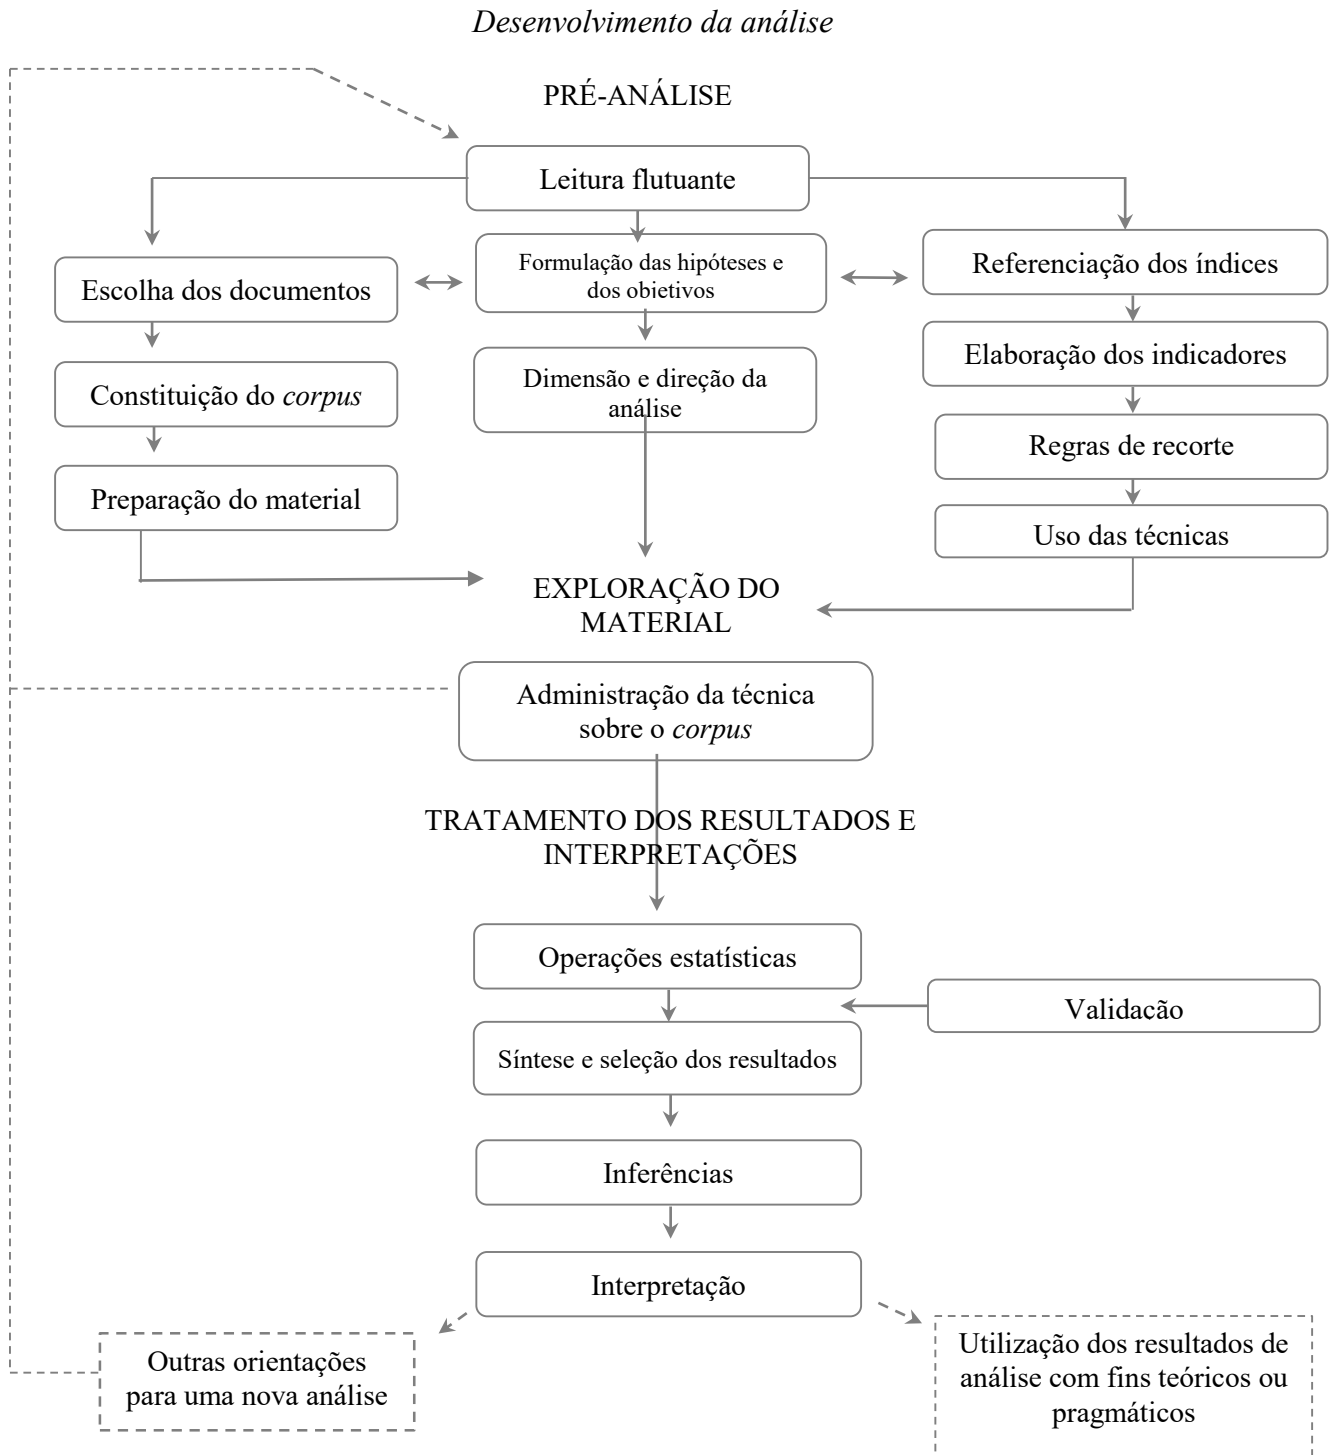 Desenvolvimento da análise
PRÉ-ANÁLISE
Leitura flutuante
Escolha dos documentos
Formulação das hipóteses e
dos objetivos
Referenciação dos índices
Constituição do corpus
Dimensão e direção da
análise
Elaboração dos indicadores
Regras de recorte
Preparação do material
Uso das técnicas
EXPLORAÇÃO DO
MATERIAL
Administração da técnica
sobre o corpus
TRATAMENTO DOS RESULTADOS E
INTERPRETAÇÕES
Operações estatísticas
Validação
Síntese e seleção dos resultados
Inferências
Interpretação
Outras orientações
para uma nova análise
Utilização dos resultados de
análise com fins teóricos ou
pragmáticos